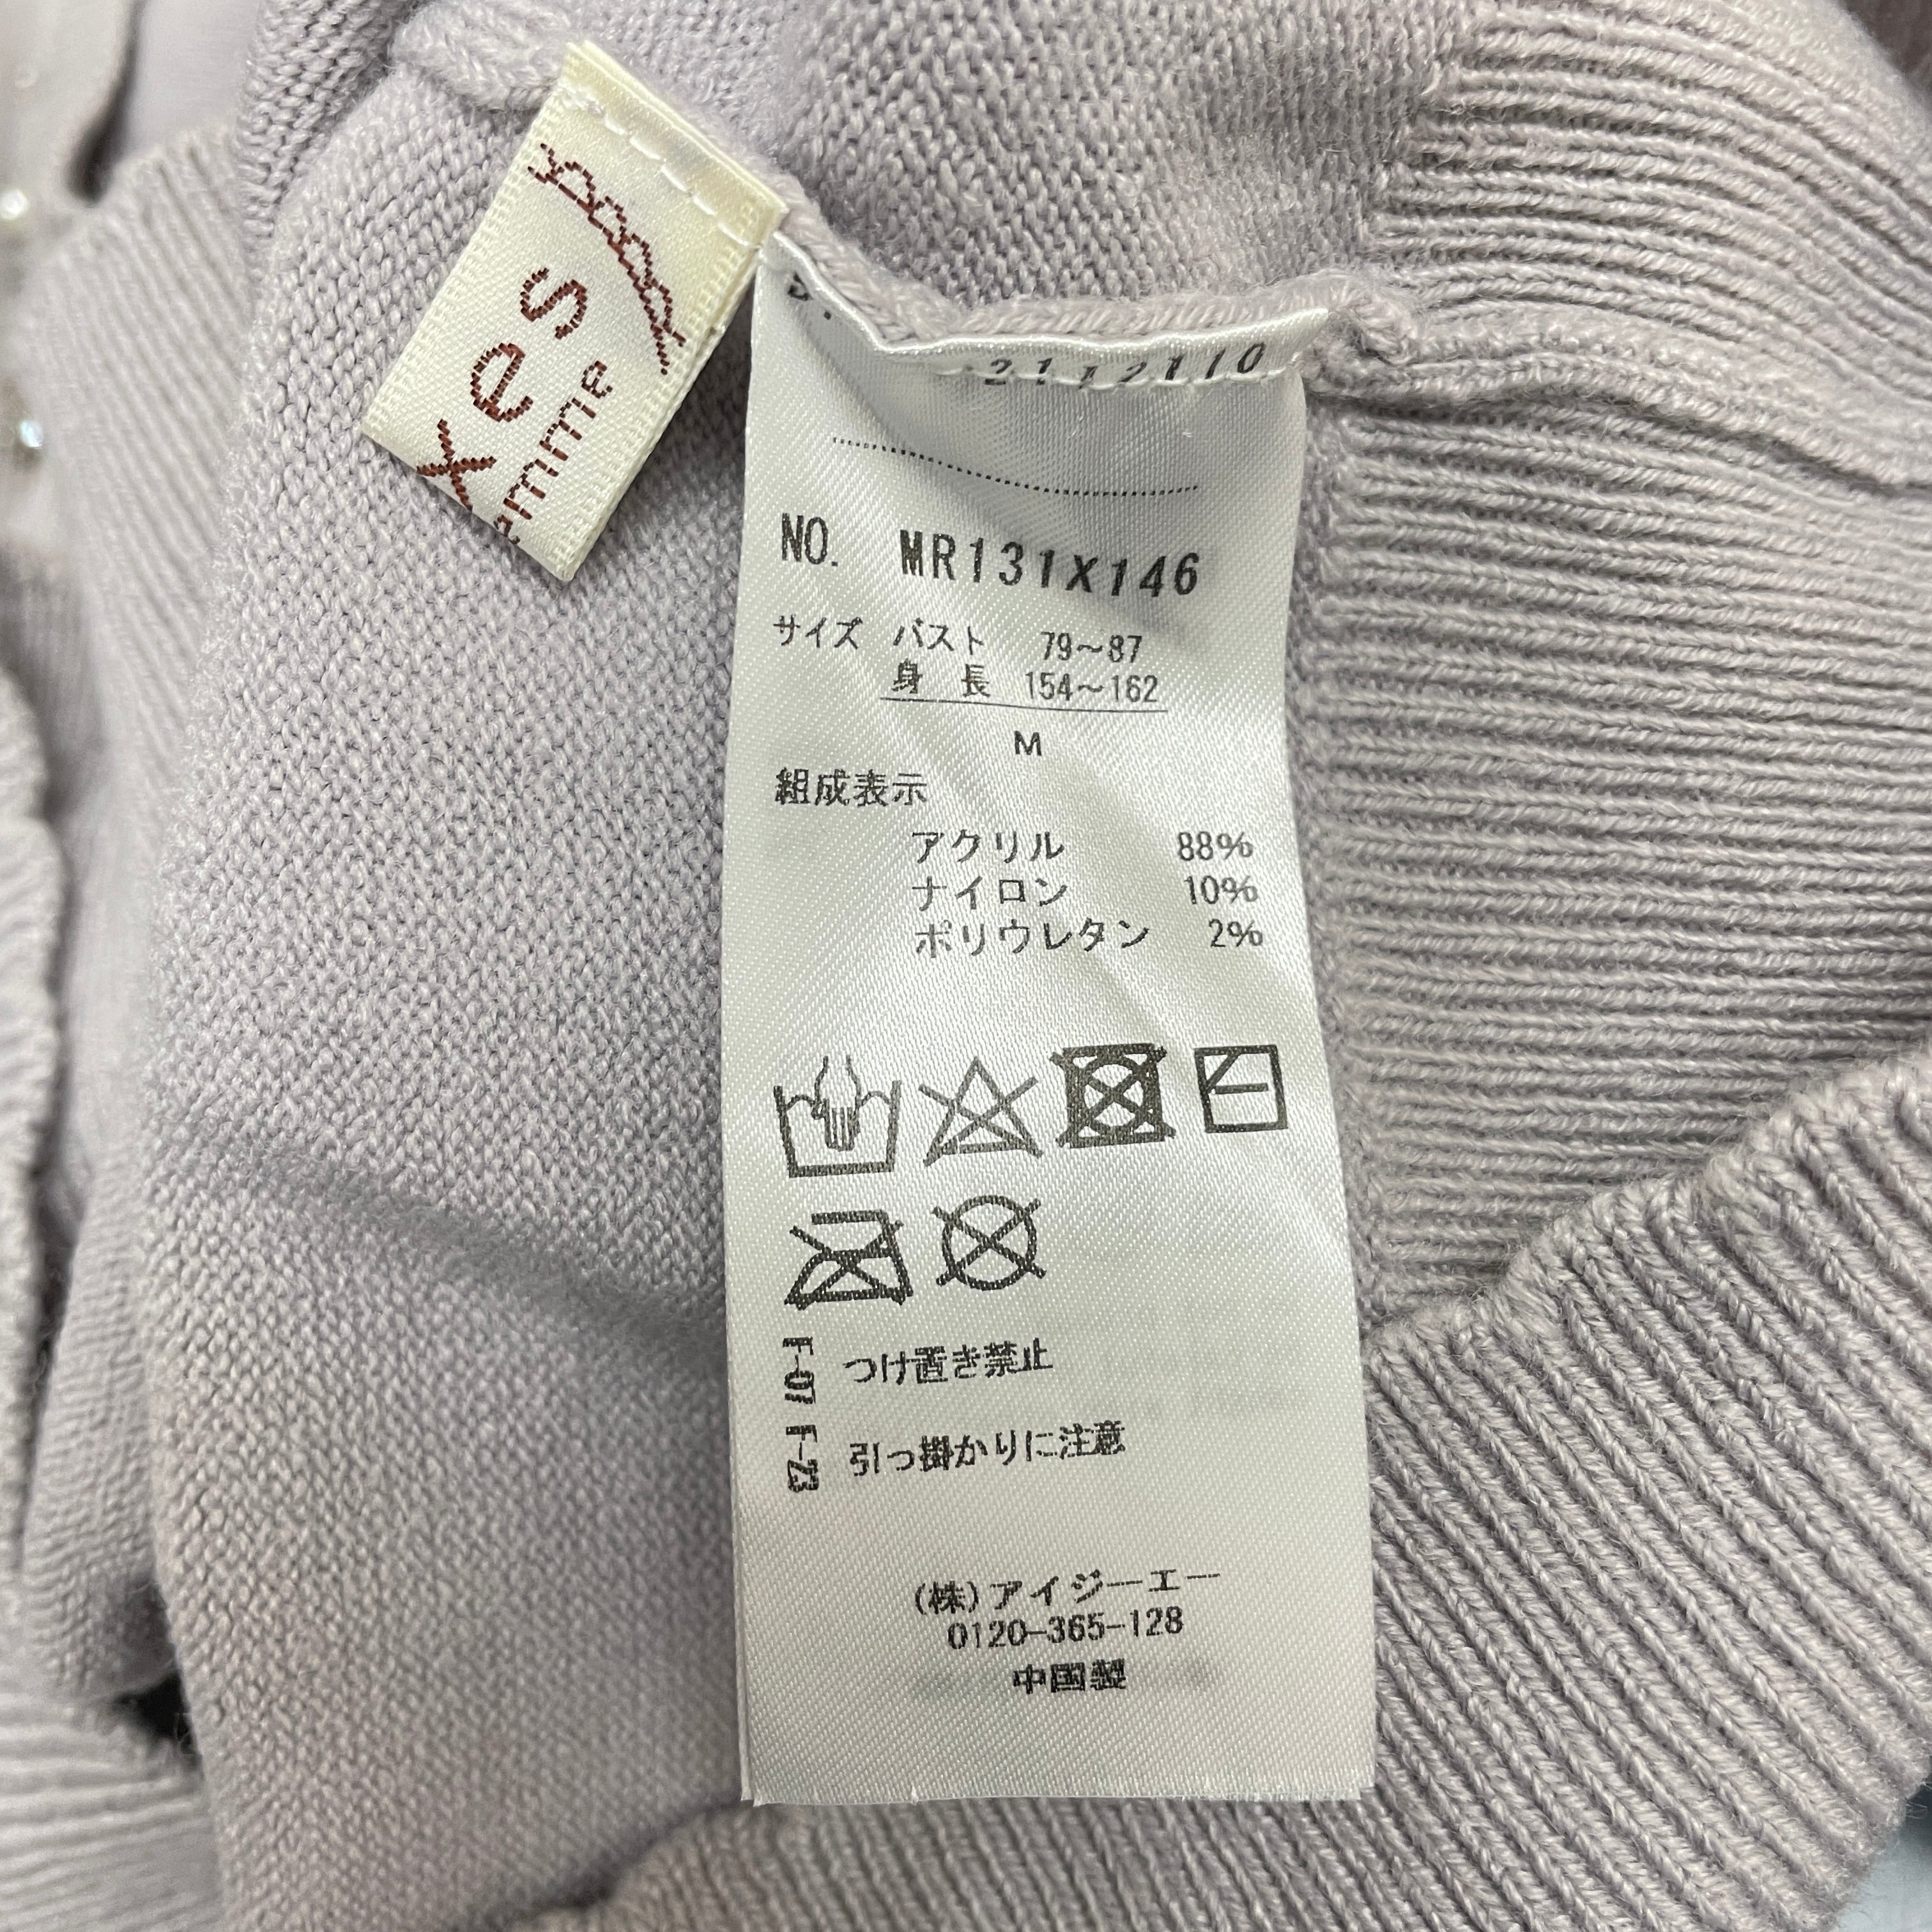 xes
femme
NO. MR131X146
サイズ バスト 79～87
身 長 154～162
M
組成表示
アクリル 88%
ナイロン 10%
ポリウレタン 2%
F-07 つけ置き禁止
F-23 引っ掛かりに注意
(株)アイジーエー
0120-365-128
中国製